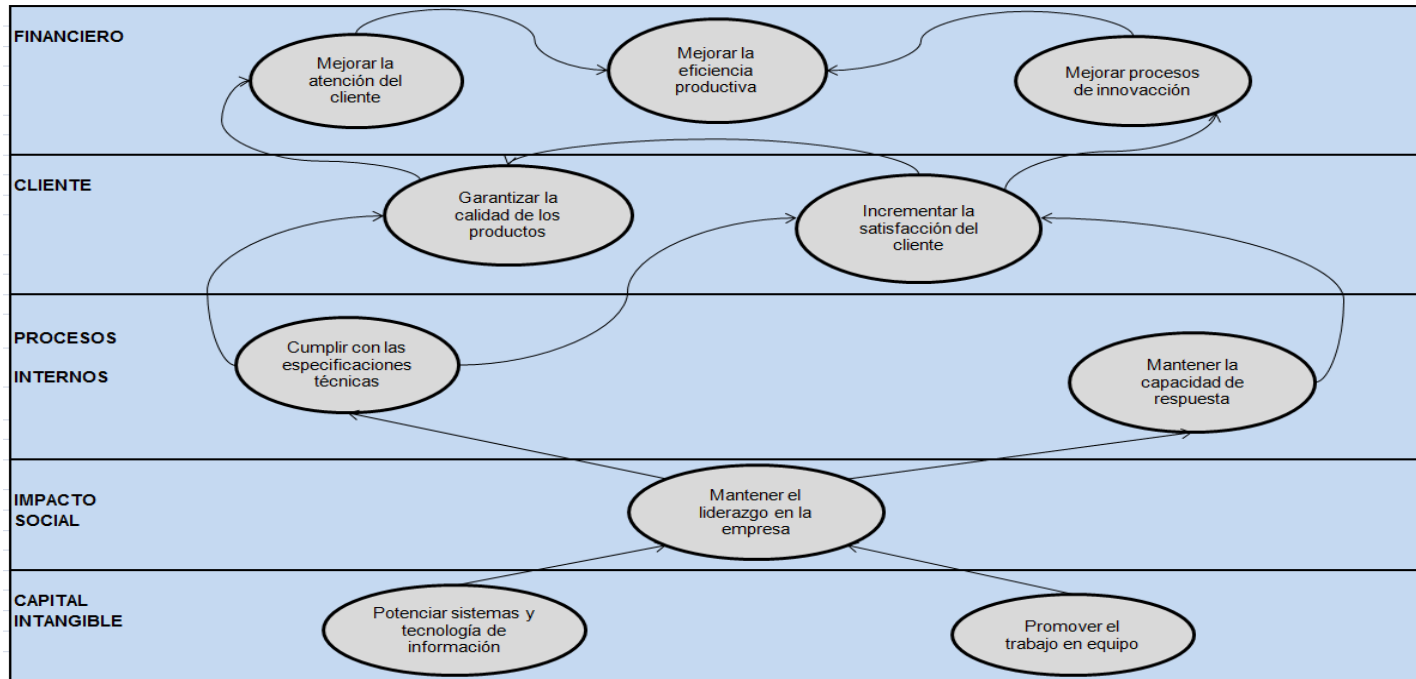 FINANCIERO
Mejorar la
atención del
cliente
Mejorar la
eficiencia
productiva
Mejorar procesos
de innovacción
CLIENTE
Garantizar la
calidad de los
productos
Incrementar la
satisfacción del
cliente
PROCESOS
INTERNOS
Cumplir con las
especificaciones
técnicas
Mantener la
capacidad de
respuesta
IMPACTO
SOCIAL
Mantener el
liderazgo en la
empresa
CAPITAL
INTANGIBLE
Potenciar sistemas y
tecnología de
información
Promover el
trabajo en equipo